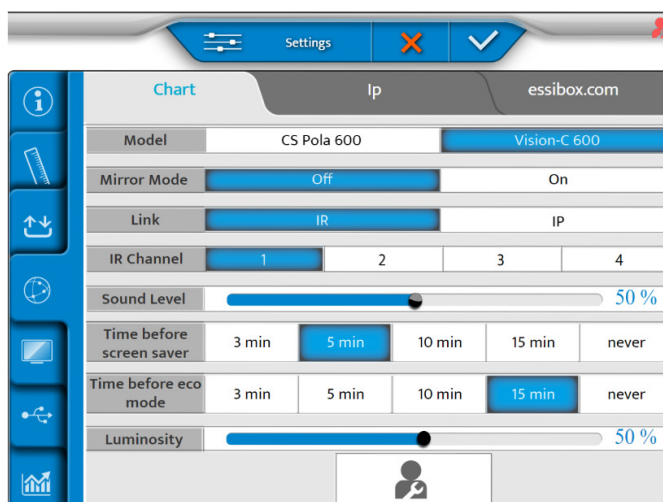 Settings
Chart Ip essibox.com
Model CS Pola 600 Vision-C 600
Mirror Mode Off On
Link IR IP
IR Channel 1 2 3 4
Sound Level 50 %
Time before
screen saver 3 min 5 min 10 min 15 min never
Time before eco
mode 3 min 5 min 10 min 15 min never
Luminosity 50 %